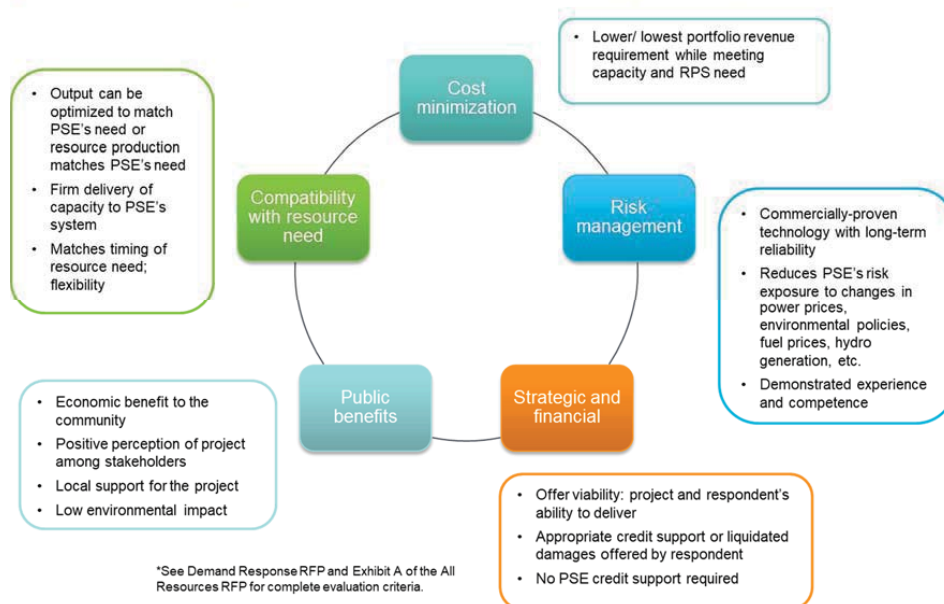 Cost
minimization
• Lower/ lowest portfolio revenue
requirement while meeting
capacity and RPS need
Risk
management
• Commercially-proven
technology with long-term
reliability
• Reduces PSE's risk
exposure to changes in
power prices,
environmental policies,
fuel prices, hydro
generation, etc.
• Demonstrated experience
and competence
Strategic and
financial
• Offer viability: project and respondent's
ability to deliver
• Appropriate credit support or liquidated
damages offered by respondent
• No PSE credit support required
Public
benefits
• Economic benefit to the
community
• Positive perception of project
among stakeholders
• Local support for the project
• Low environmental impact
Compatibility
with resource
need
• Output can be
optimized to match
PSE's need or
resource production
matches PSE's need
• Firm delivery of
capacity to PSE's
system
• Matches timing of
resource need;
flexibility
*See Demand Response RFP and Exhibit A of the All
Resources RFP for complete evaluation criteria.